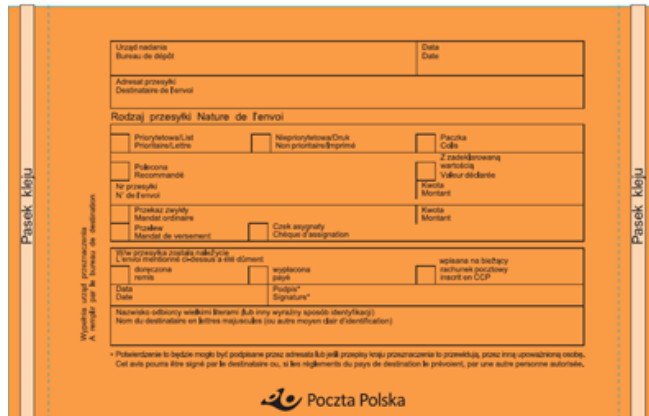 Pasek kleju
Urząd nadania
Bureau de dépôt
Data
Date
Adresat przesyłki
Destinataire de l'envoi
Rodzaj przesyłki Nature de l'envoi
Priorytetowa/List
Prioritaire/Lettre
Niepriorytetowa/Druk
Non prioritaire/Imprimé
Paczka
Colis
Polecona
Recommandé
Z zadeklarowaną
wartością
Valeur déclarée
Nr przesyłki
N° de l'envoi
Kwota
Montant
Przekaz zwykły
Mandat ordinaire
Kwota
Montant
Przelew
Mandat de versement
Czek asygnaty
Chèque d'assignation
Wypełnia urząd przeznaczenia
A remplir par le bureau de destination
W/w przesyłka została należycie
L'envoi mentionné ci-dessus a été dûment
doręczona
remis
wypłacona
payé
wpisana na bieżący
rachunek pocztowy
inscrit en CCP
Data
Date
Podpis*
Signature*
Nazwisko odbiorcy wielkimi literami (lub inny wyraźny sposób identyfikacji)
Nom du destinataire en lettres majuscules (ou autre moyen clair d'identification)
* Potwierdzenie to będzie mogło być podpisane przez adresata lub jeśli przepisy kraju przeznaczenia to przewidują, przez inną upoważnioną osobę.
Cet avis pourra être signé par le destinataire ou, si les règlements du pays de destination le prévoient, par une autre personne autorisée.
Poczta Polska
Pasek kleju